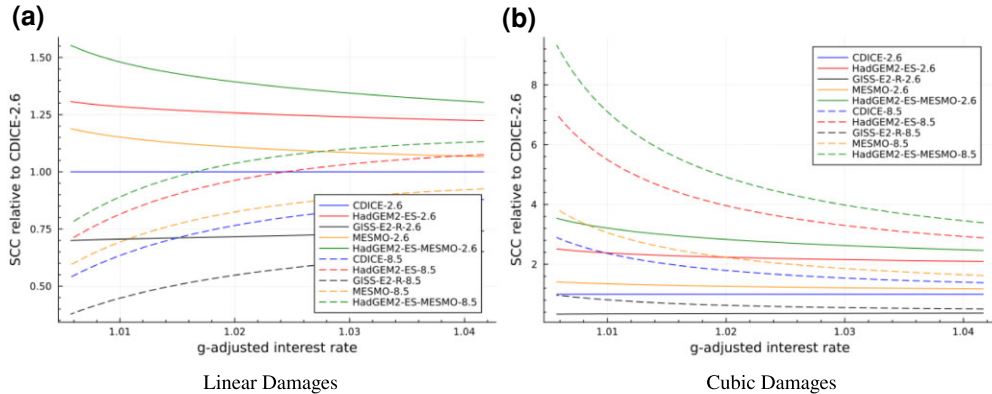 (a)
SCC relative to CDICE-2.6
1.50
1.25
1.00
0.75
0.50
1.01
1.02
1.03
1.04
g-adjusted interest rate
CDICE-2.6
HadGEM2-ES-2.6
GISS-E2-R-2.6
MESMO-2.6
HadGEM2-ES-MESMO-2.6
CDICE-8.5
HadGEM2-ES-8.5
GISS-E2-R-8.5
MESMO-8.5
HadGEM2-ES-MESMO-8.5
Linear Damages
(b)
SCC relative to CDICE-2.6
8
6
4
2
1.01
1.02
1.03
1.04
g-adjusted interest rate
CDICE-2.6
HadGEM2-ES-2.6
GISS-E2-R-2.6
MESMO-2.6
HadGEM2-ES-MESMO-2.6
CDICE-8.5
HadGEM2-ES-8.5
GISS-E2-R-8.5
MESMO-8.5
HadGEM2-ES-MESMO-8.5
Cubic Damages